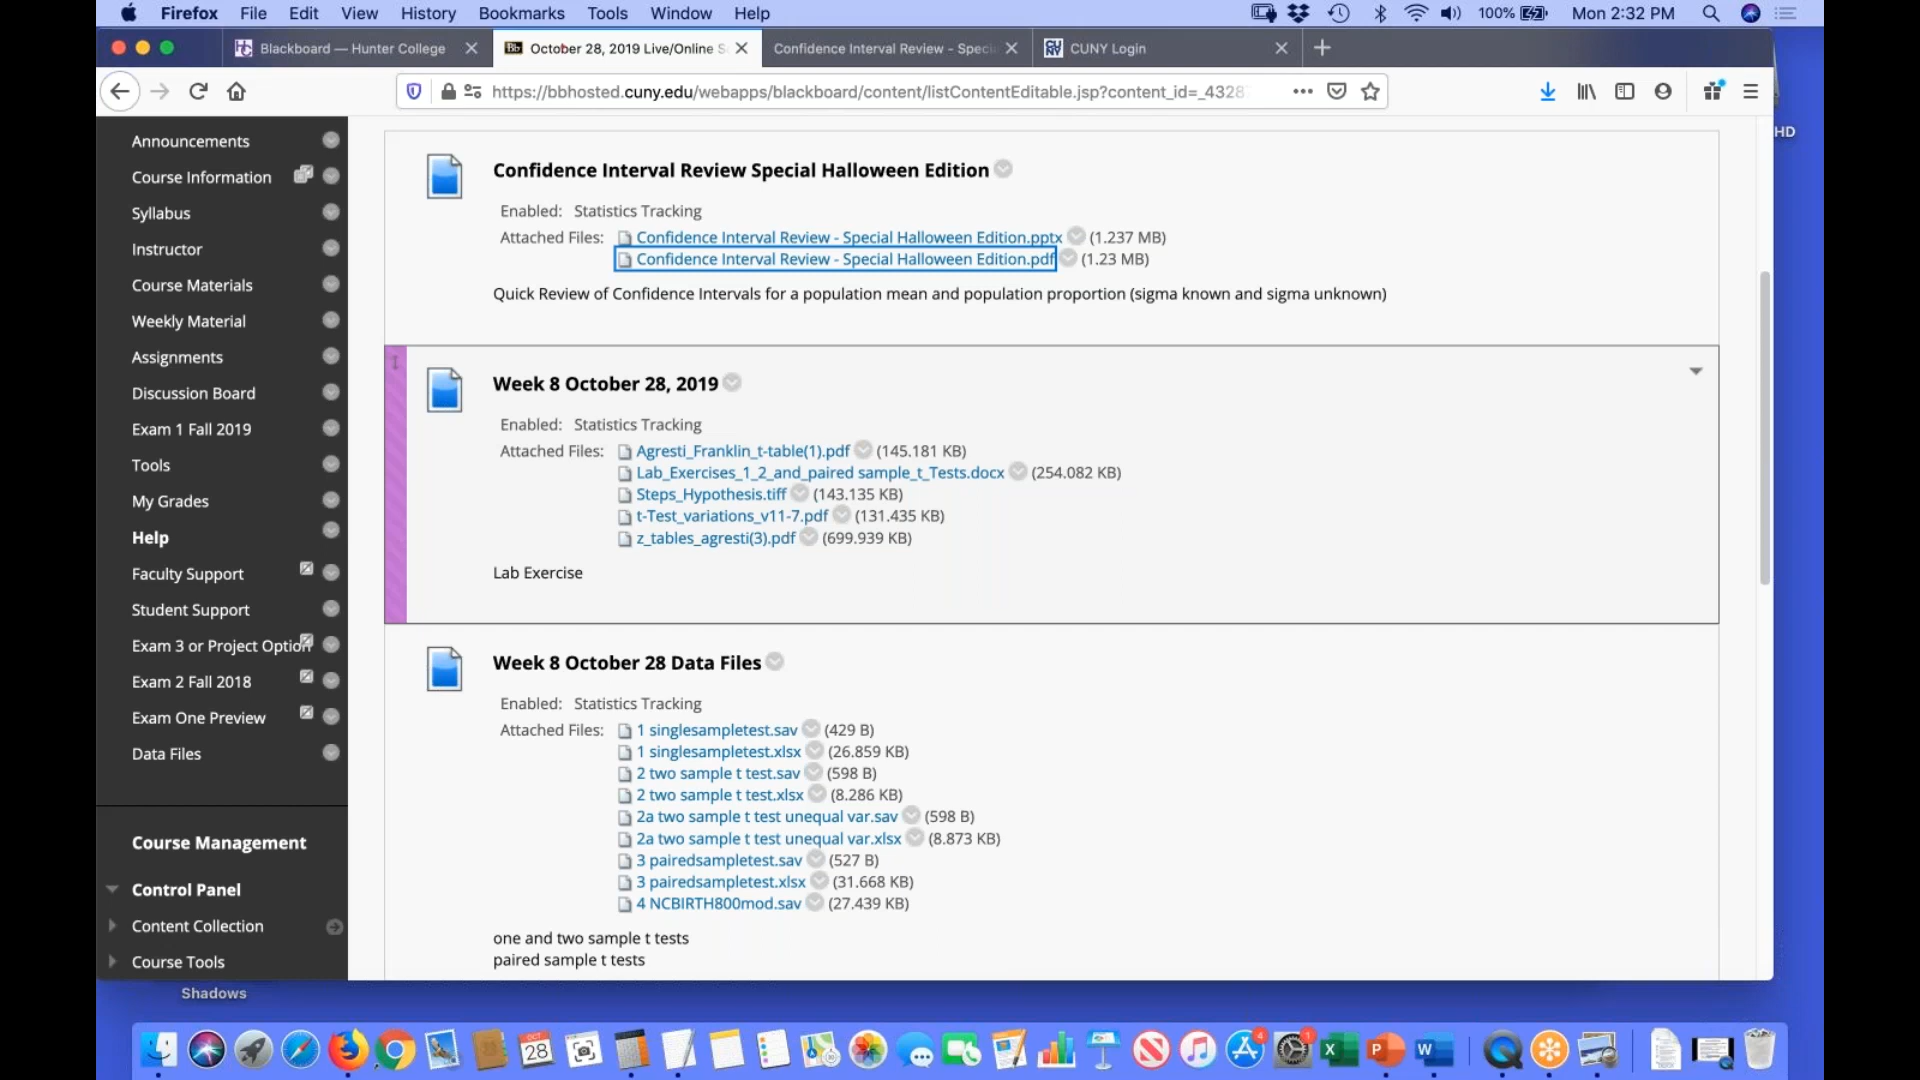 Firefox File Edit View History Bookmarks Tools Window Help 100% Mon 2:32 PM
Blackboard — Hunter College
October 28, 2019 Live/Online S
Confidence Interval Review - Speci
CUNY Login
https://bbhosted.cuny.edu/webapps/blackboard/content/listContentEditable.jsp?content_id=_4328
HD
Announcements
Course Information
Syllabus
Instructor
Course Materials
Weekly Material
Assignments
Discussion Board
Exam 1 Fall 2019
Tools
My Grades
Help
Faculty Support
Student Support
Exam 3 or Project Option
Exam 2 Fall 2018
Exam One Preview
Data Files
Course Management
Control Panel
Content Collection
Course Tools
Confidence Interval Review Special Halloween Edition
Enabled: Statistics Tracking
Attached Files: Confidence Interval Review - Special Halloween Edition.pptx (1.237 MB)
Confidence Interval Review - Special Halloween Edition.pdf (1.23 MB)
Quick Review of Confidence Intervals for a population mean and population proportion (sigma known and sigma unknown)
Week 8 October 28, 2019
Enabled: Statistics Tracking
Attached Files: Agresti_Franklin_t-table(1).pdf (145.181 KB)
Lab_Exercises_1_2_and_paired sample_t_Tests.docx (254.082 KB)
Steps_Hypothesis.tiff (143.135 KB)
t-Test_variations_v11-7.pdf (131.435 KB)
z_tables_agresti(3).pdf (699.939 KB)
Lab Exercise
Week 8 October 28 Data Files
Enabled: Statistics Tracking
Attached Files: 1 singlesampletest.sav (429 B)
1 singlesampletest.xlsx (26.859 KB)
2 two sample t test.sav (598 B)
2 two sample t test.xlsx (8.286 KB)
2a two sample t test unequal var.sav (598 B)
2a two sample t test unequal var.xlsx (8.873 KB)
3 pairedsampletest.sav (527 B)
3 pairedsampletest.xlsx (31.668 KB)
4 NCBIRTH800mod.sav (27.439 KB)
one and two sample t tests
paired sample t tests
Shadows
OCT
28
4
1
X
P
W